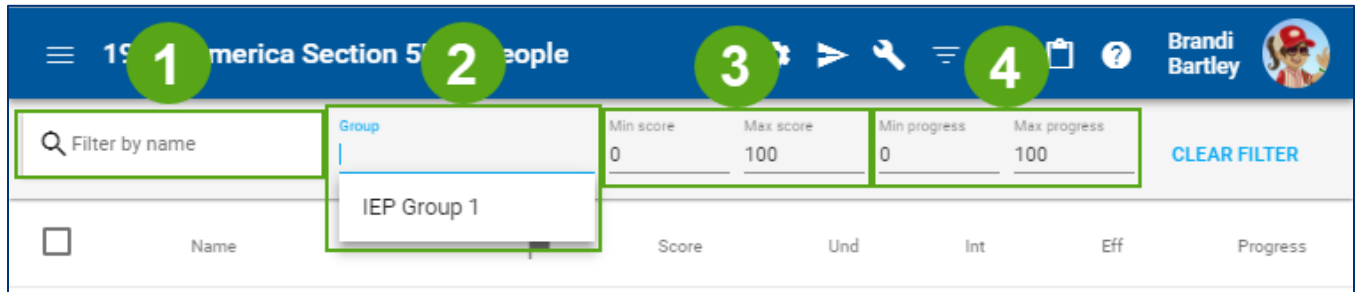 1 2 3 4
merica Section 5 eople Brandi Bartley
Filter by name
Group
Min score Max score Min progress Max progress
0 100 0 100 CLEAR FILTER
IEP Group 1
Name Score Und Int Eff Progress